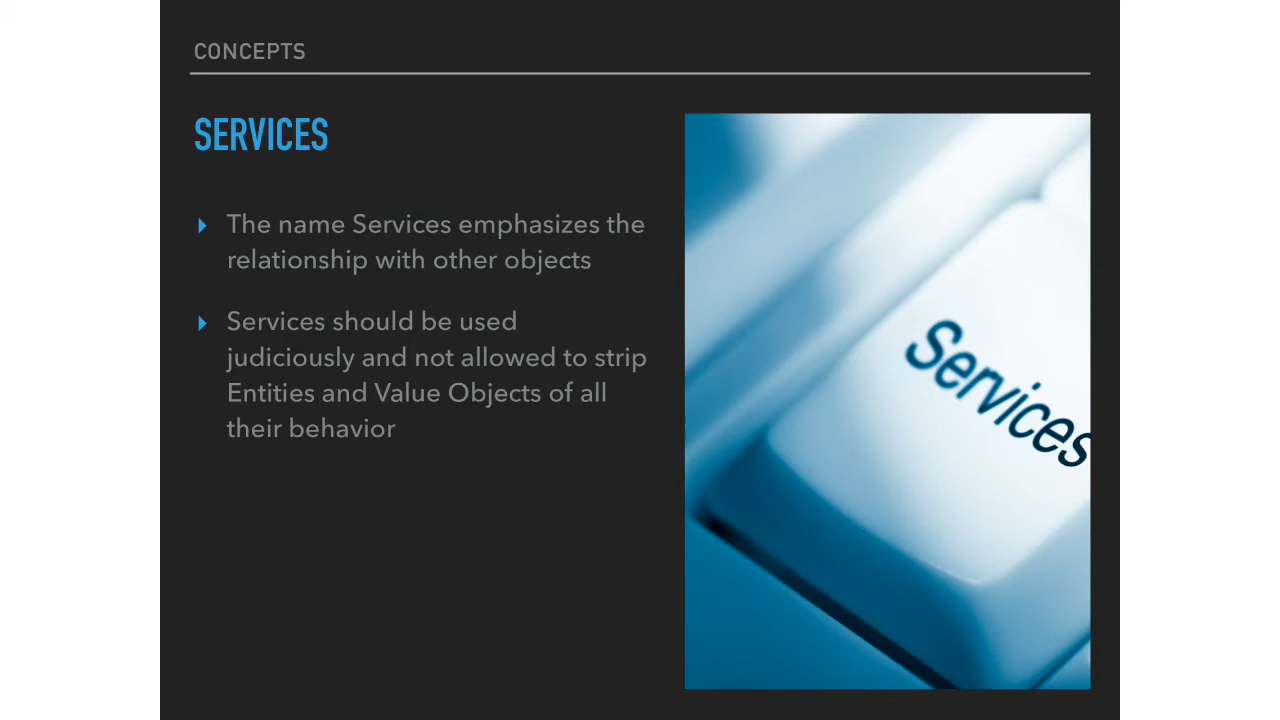 CONCEPTS
SERVICES
The name Services emphasizes the
relationship with other objects
Services should be used
judiciously and not allowed to strip
Entities and Value Objects of all
their behavior
Services